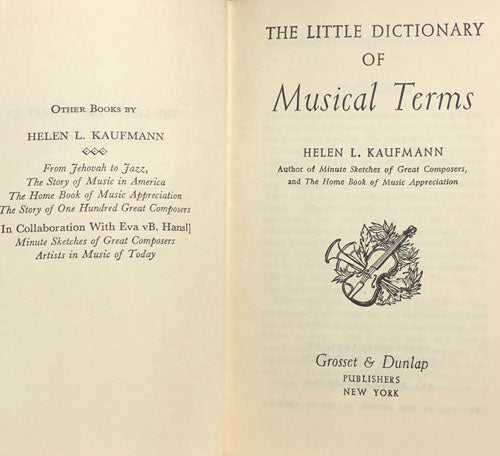 OTHER BOOKS BY
HELEN L. KAUFMANN
From Jehovah to Jazz,
The Story of Music in America
The Home Book of Music Appreciation
The Story of One Hundred Great Composers
[In Collaboration With Eva vB. Hansl]
Minute Sketches of Great Composers
Artists in Music of Today
THE LITTLE DICTIONARY
OF
Musical Terms
HELEN L. KAUFMANN
Author of Minute Sketches of Great Composers,
and The Home Book of Music Appreciation
Grosset & Dunlap
PUBLISHERS
NEW YORK